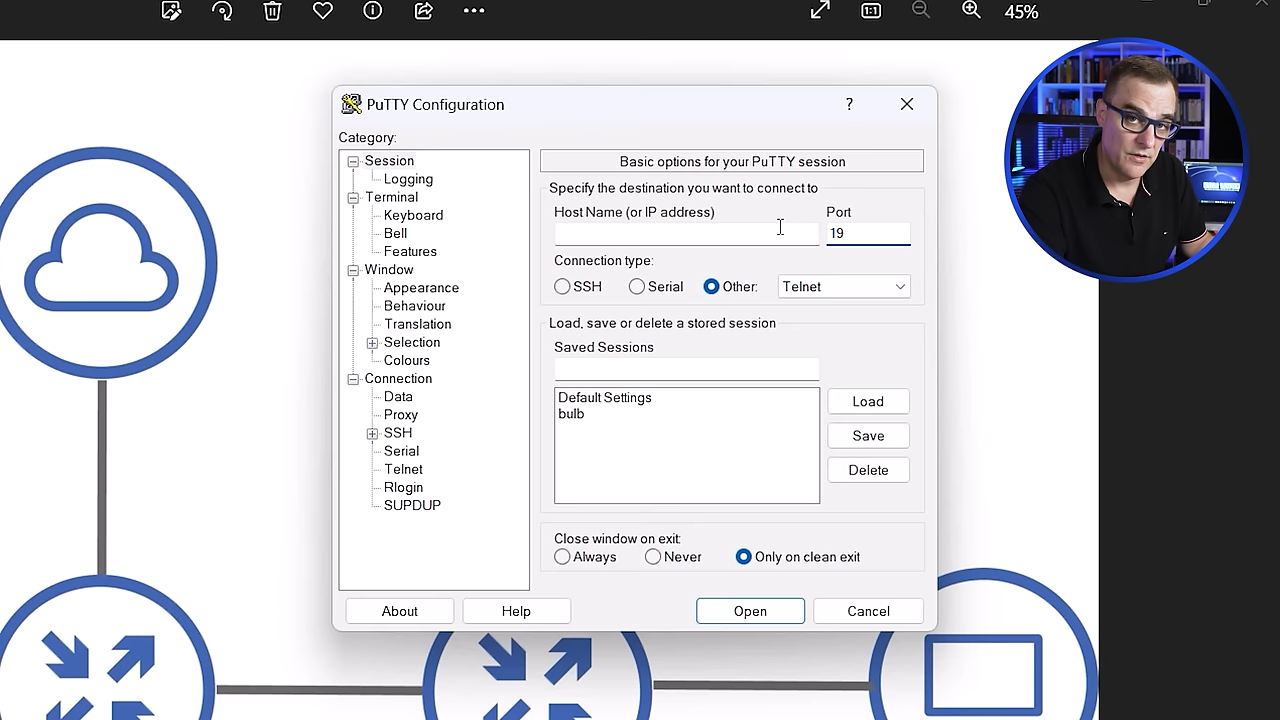 1:1
45%
PuTTY Configuration
?
Category:
Session
Logging
Terminal
Keyboard
Bell
Features
Window
Appearance
Behaviour
Translation
Selection
Colours
Connection
Data
Proxy
SSH
Serial
Telnet
Rlogin
SUPDUP
Basic options for your PuTTY session
Specify the destination you want to connect to
Host Name (or IP address) Port
19
Connection type:
SSH Serial Other: Telnet
Load, save or delete a stored session
Saved Sessions
Default Settings
bulb
Load
Save
Delete
Close window on exit:
Always Never Only on clean exit
About Help Open Cancel